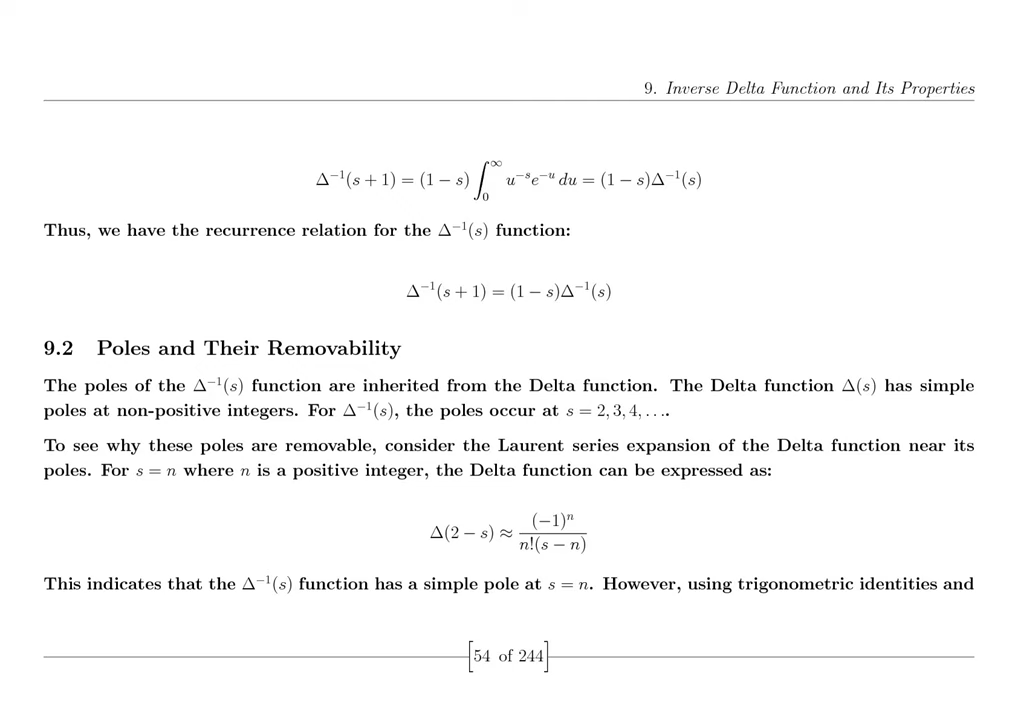 9. Inverse Delta Function and Its Properties
Δ⁻¹(s + 1) = (1 − s) ∫₀^∞ u⁻ˢe⁻ᵘ du = (1 − s)Δ⁻¹(s)
Thus, we have the recurrence relation for the Δ⁻¹(s) function:
Δ⁻¹(s + 1) = (1 − s)Δ⁻¹(s)
9.2 Poles and Their Removability
The poles of the Δ⁻¹(s) function are inherited from the Delta function. The Delta function Δ(s) has simple
poles at non-positive integers. For Δ⁻¹(s), the poles occur at s = 2, 3, 4, . . ..
To see why these poles are removable, consider the Laurent series expansion of the Delta function near its
poles. For s = n where n is a positive integer, the Delta function can be expressed as:
Δ(2 − s) ≈ (−1)ⁿ / n!(s − n)
This indicates that the Δ⁻¹(s) function has a simple pole at s = n. However, using trigonometric identities and
[54 of 244]